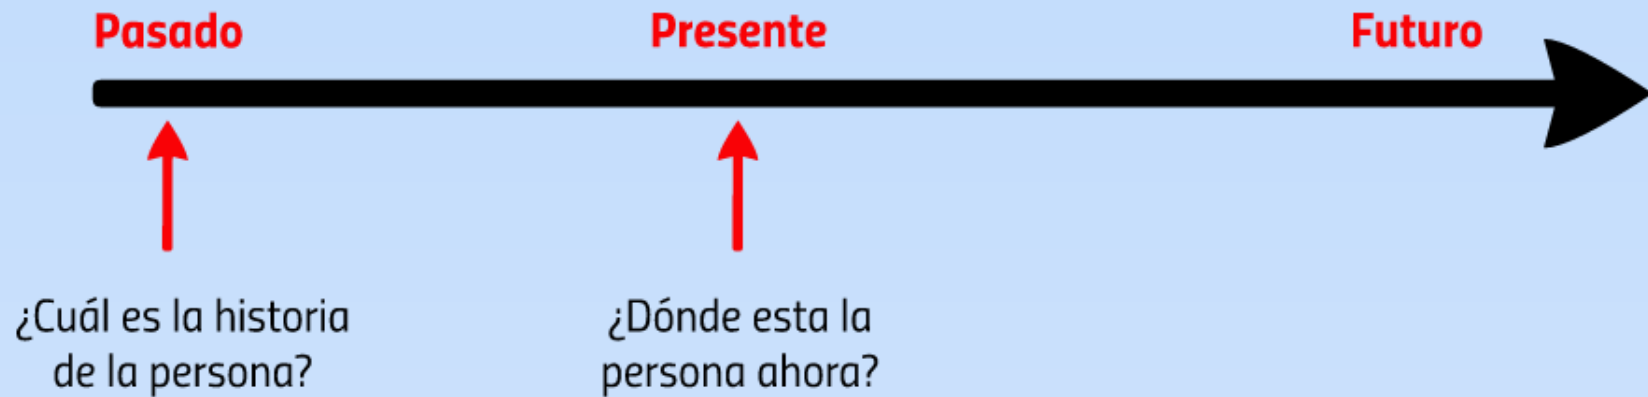 Pasado
Presente
Futuro
¿Cuál es la historia
de la persona?
¿Dónde esta la
persona ahora?